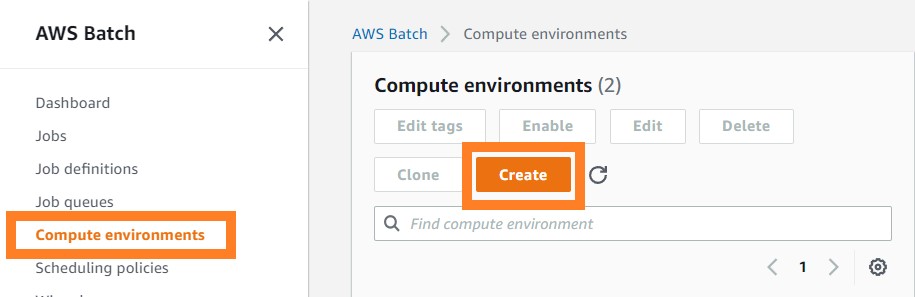 AWS Batch
Dashboard
Jobs
Job definitions
Job queues
Compute environments
Scheduling policies
AWS Batch Compute environments
Compute environments (2)
Edit tags Enable Edit Delete
Clone Create
Find compute environment
1